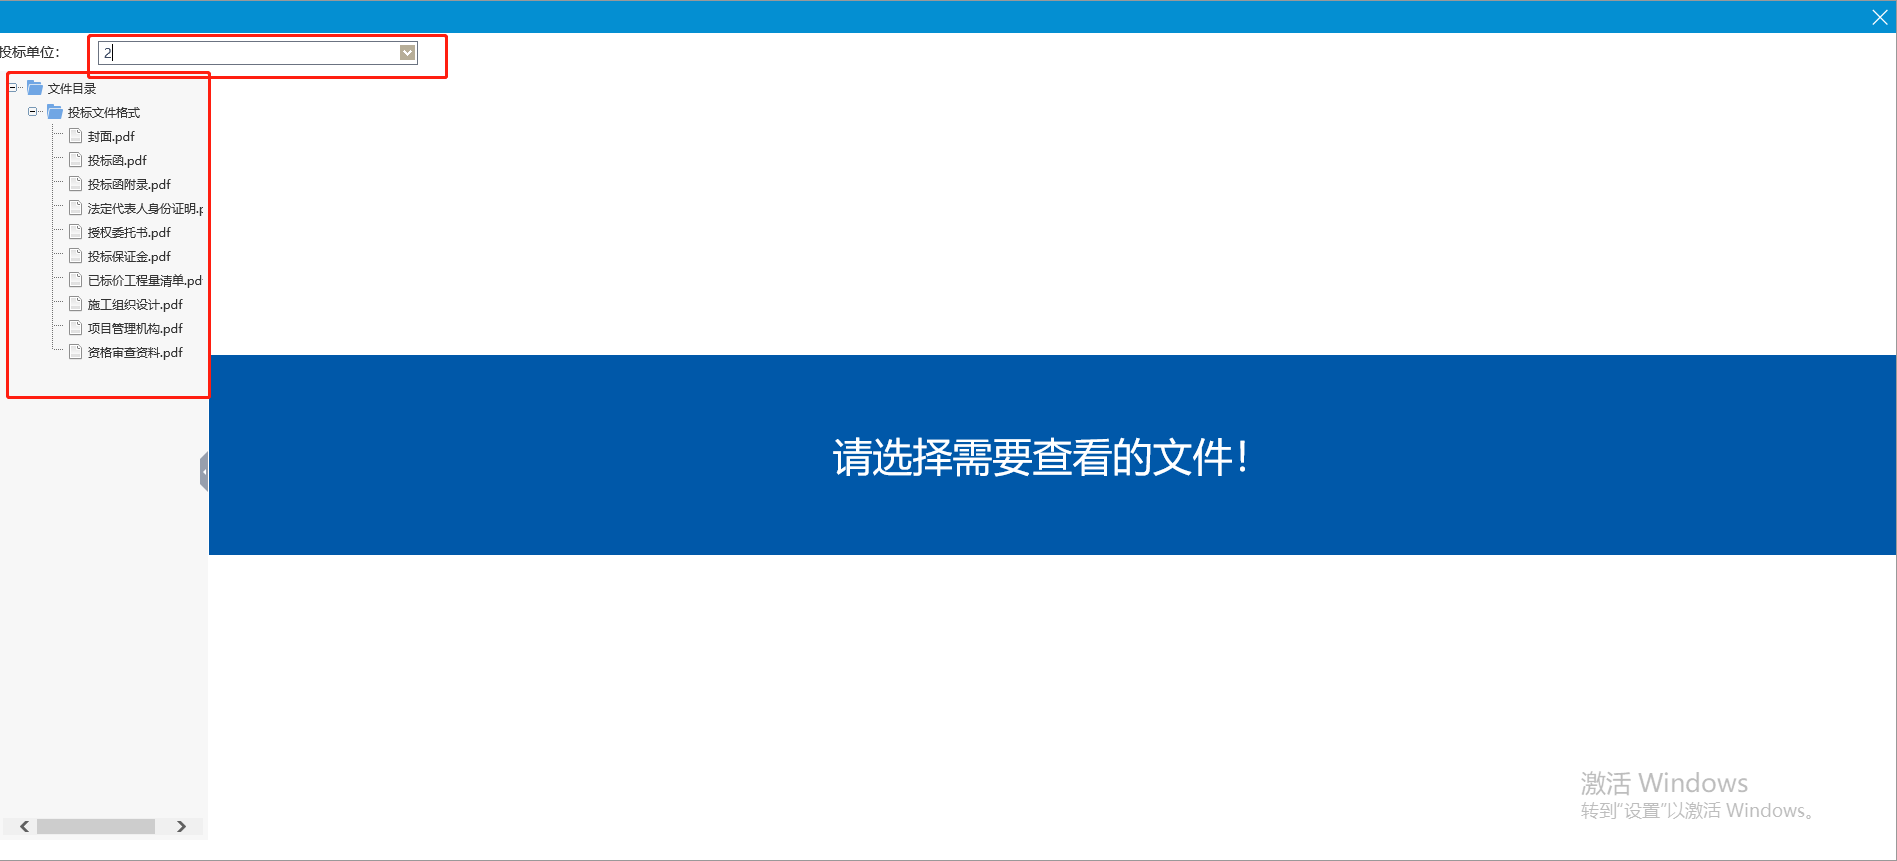 投标单位：
2
文件目录
投标文件格式
封面.pdf
投标函.pdf
投标函附录.pdf
法定代表人身份证明.p
授权委托书.pdf
投标保证金.pdf
已标价工程量清单.pd
施工组织设计.pdf
项目管理机构.pdf
资格审查资料.pdf
请选择需要查看的文件！
激活 Windows
转到“设置”以激活 Windows。